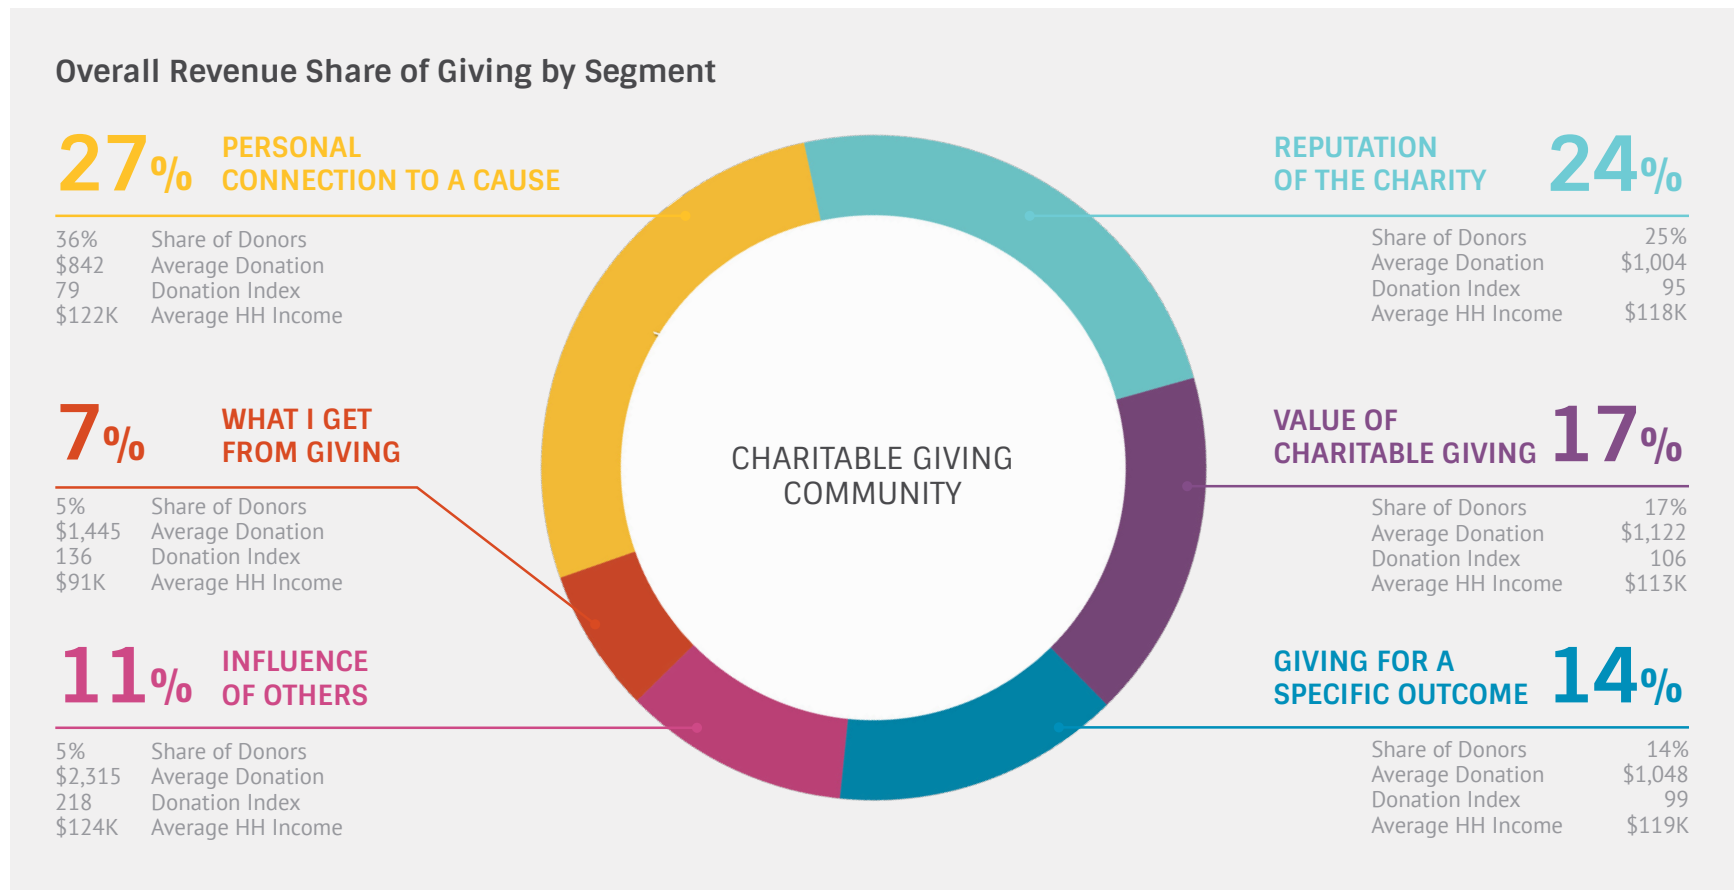 Overall Revenue Share of Giving by Segment
27% PERSONAL
CONNECTION TO A CAUSE
36% Share of Donors
$842 Average Donation
79 Donation Index
$122K Average HH Income
7% WHAT I GET
FROM GIVING
5% Share of Donors
$1,445 Average Donation
136 Donation Index
$91K Average HH Income
11% INFLUENCE
OF OTHERS
5% Share of Donors
$2,315 Average Donation
218 Donation Index
$124K Average HH Income
CHARITABLE GIVING
COMMUNITY
REPUTATION
OF THE CHARITY 24%
Share of Donors 25%
Average Donation $1,004
Donation Index 95
Average HH Income $118K
VALUE OF
CHARITABLE GIVING 17%
Share of Donors 17%
Average Donation $1,122
Donation Index 106
Average HH Income $113K
GIVING FOR A
SPECIFIC OUTCOME 14%
Share of Donors 14%
Average Donation $1,048
Donation Index 99
Average HH Income $119K